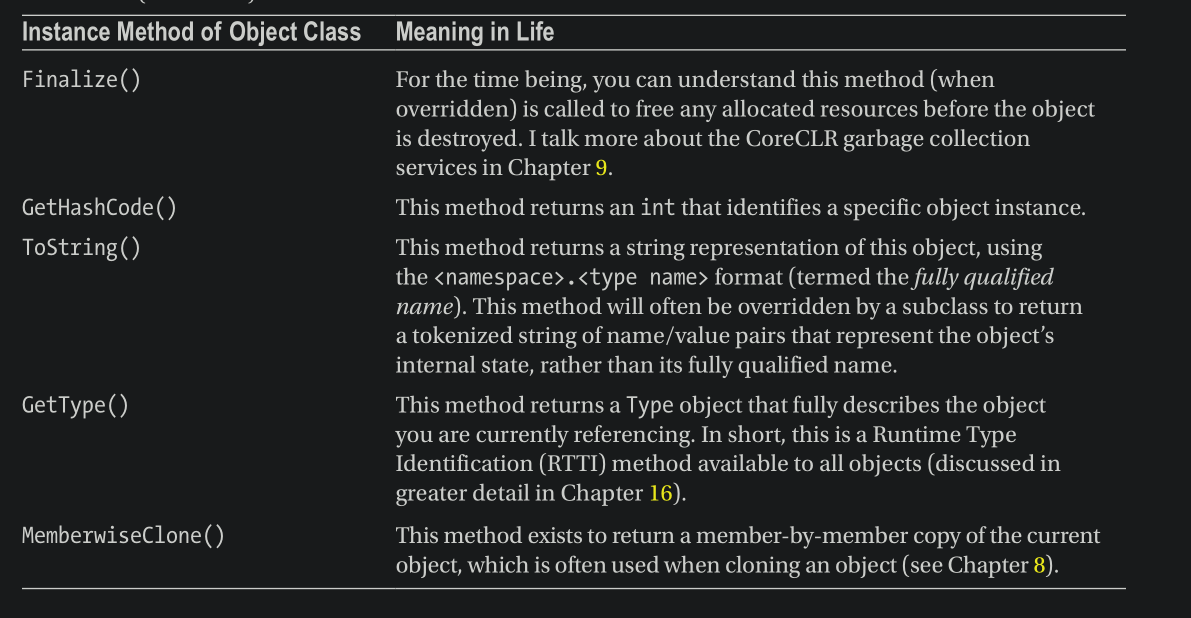 Instance Method of Object Class Meaning in Life
Finalize() For the time being, you can understand this method (when
overridden) is called to free any allocated resources before the object
is destroyed. I talk more about the CoreCLR garbage collection
services in Chapter 9.
GetHashCode() This method returns an int that identifies a specific object instance.
ToString() This method returns a string representation of this object, using
the <namespace>.<type name> format (termed the fully qualified
name). This method will often be overridden by a subclass to return
a tokenized string of name/value pairs that represent the object's
internal state, rather than its fully qualified name.
GetType() This method returns a Type object that fully describes the object
you are currently referencing. In short, this is a Runtime Type
Identification (RTTI) method available to all objects (discussed in
greater detail in Chapter 16).
MemberwiseClone() This method exists to return a member-by-member copy of the current
object, which is often used when cloning an object (see Chapter 8).